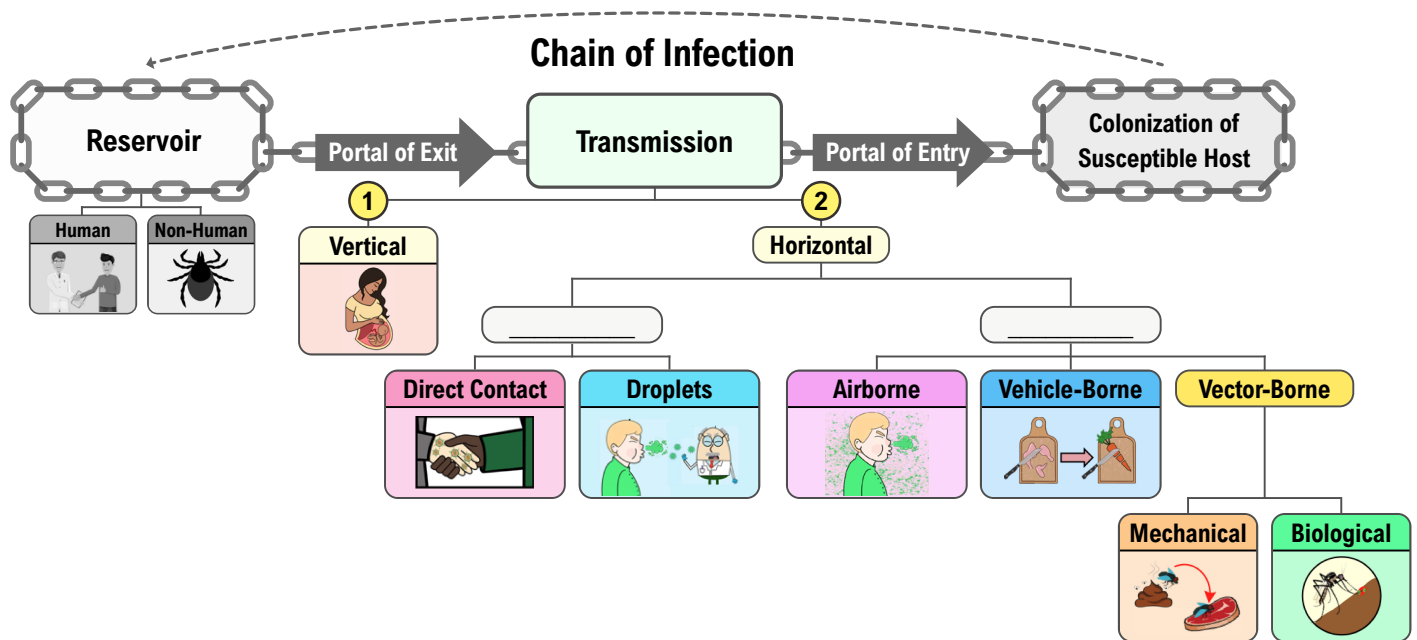 Chain of Infection
Reservoir
Portal of Exit
Transmission
Portal of Entry
Colonization of
Susceptible Host
1
2
Human
Non-Human
Vertical
Horizontal
Direct Contact
Droplets
Airborne
Vehicle-Borne
Vector-Borne
Mechanical
Biological